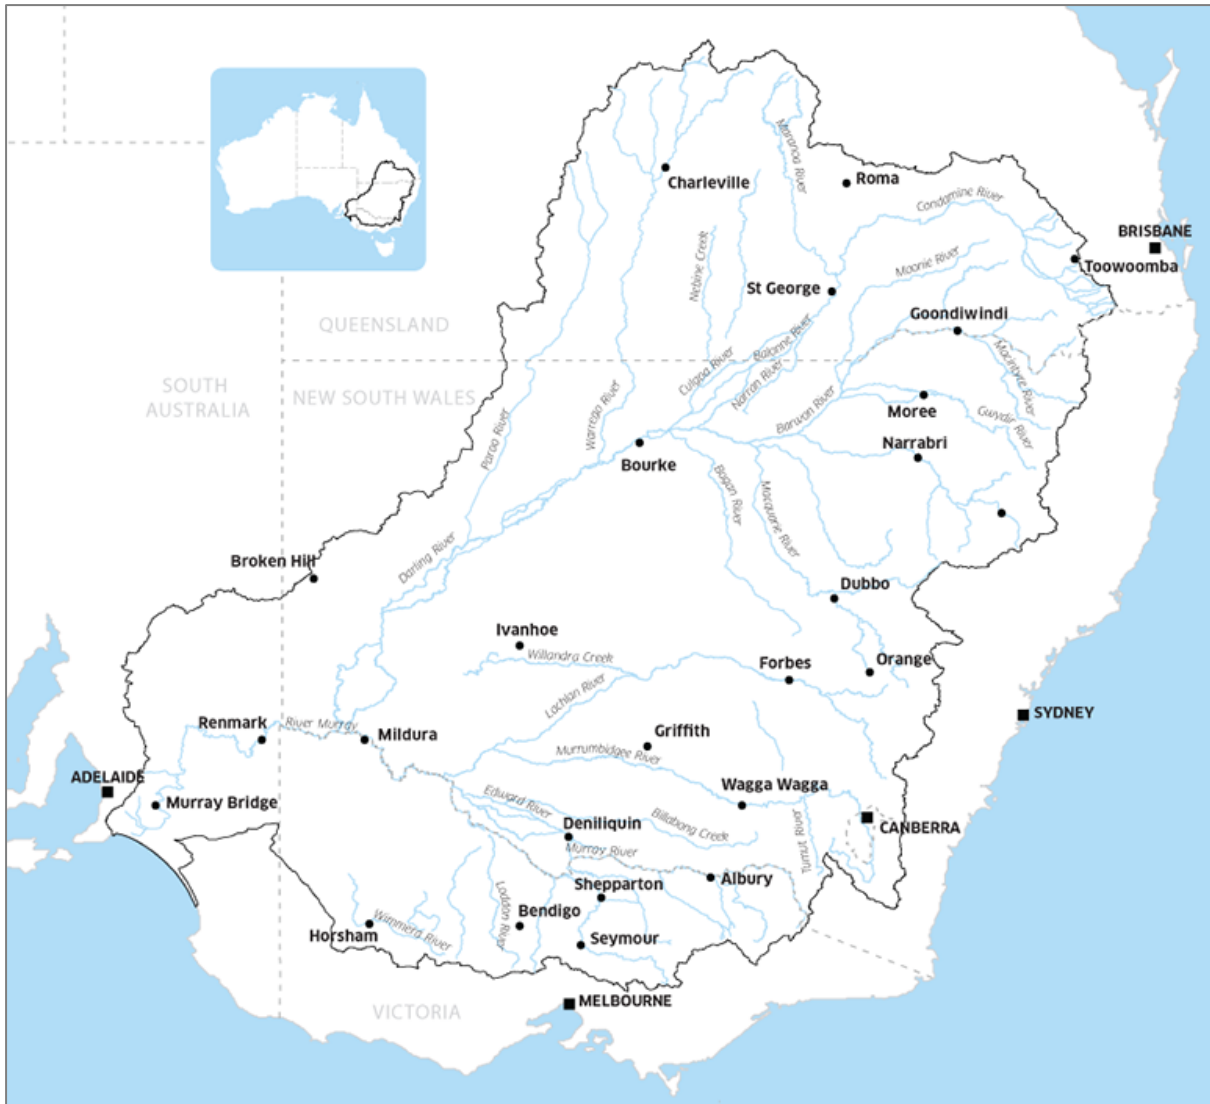 Charleville
Maranoa River
Roma
Condamine River
BRISBANE
Toowoomba
Nebine Creek
Moonie River
St George
Goondiwindi
QUEENSLAND
Culgoa River
Balonne River
Narran River
Macintyre River
SOUTH
AUSTRALIA
NEW SOUTH WALES
Paroo River
Warrego River
Barwon River
Moree
Gwydir River
Narrabri
Bourke
Bogan River
Macquarie River
Darling River
Broken Hill
Dubbo
Ivanhoe
Willandra Creek
Forbes
Orange
Lachlan River
Renmark
River Murray
Mildura
Griffith
SYDNEY
Murrumbidgee River
ADELAIDE
Murray Bridge
Wagga Wagga
Edward River
Billabong Creek
Deniliquin
CANBERRA
Tumut River
Murray River
Shepparton
Albury
Loddon River
Bendigo
Horsham
Wimmera River
Seymour
VICTORIA
MELBOURNE